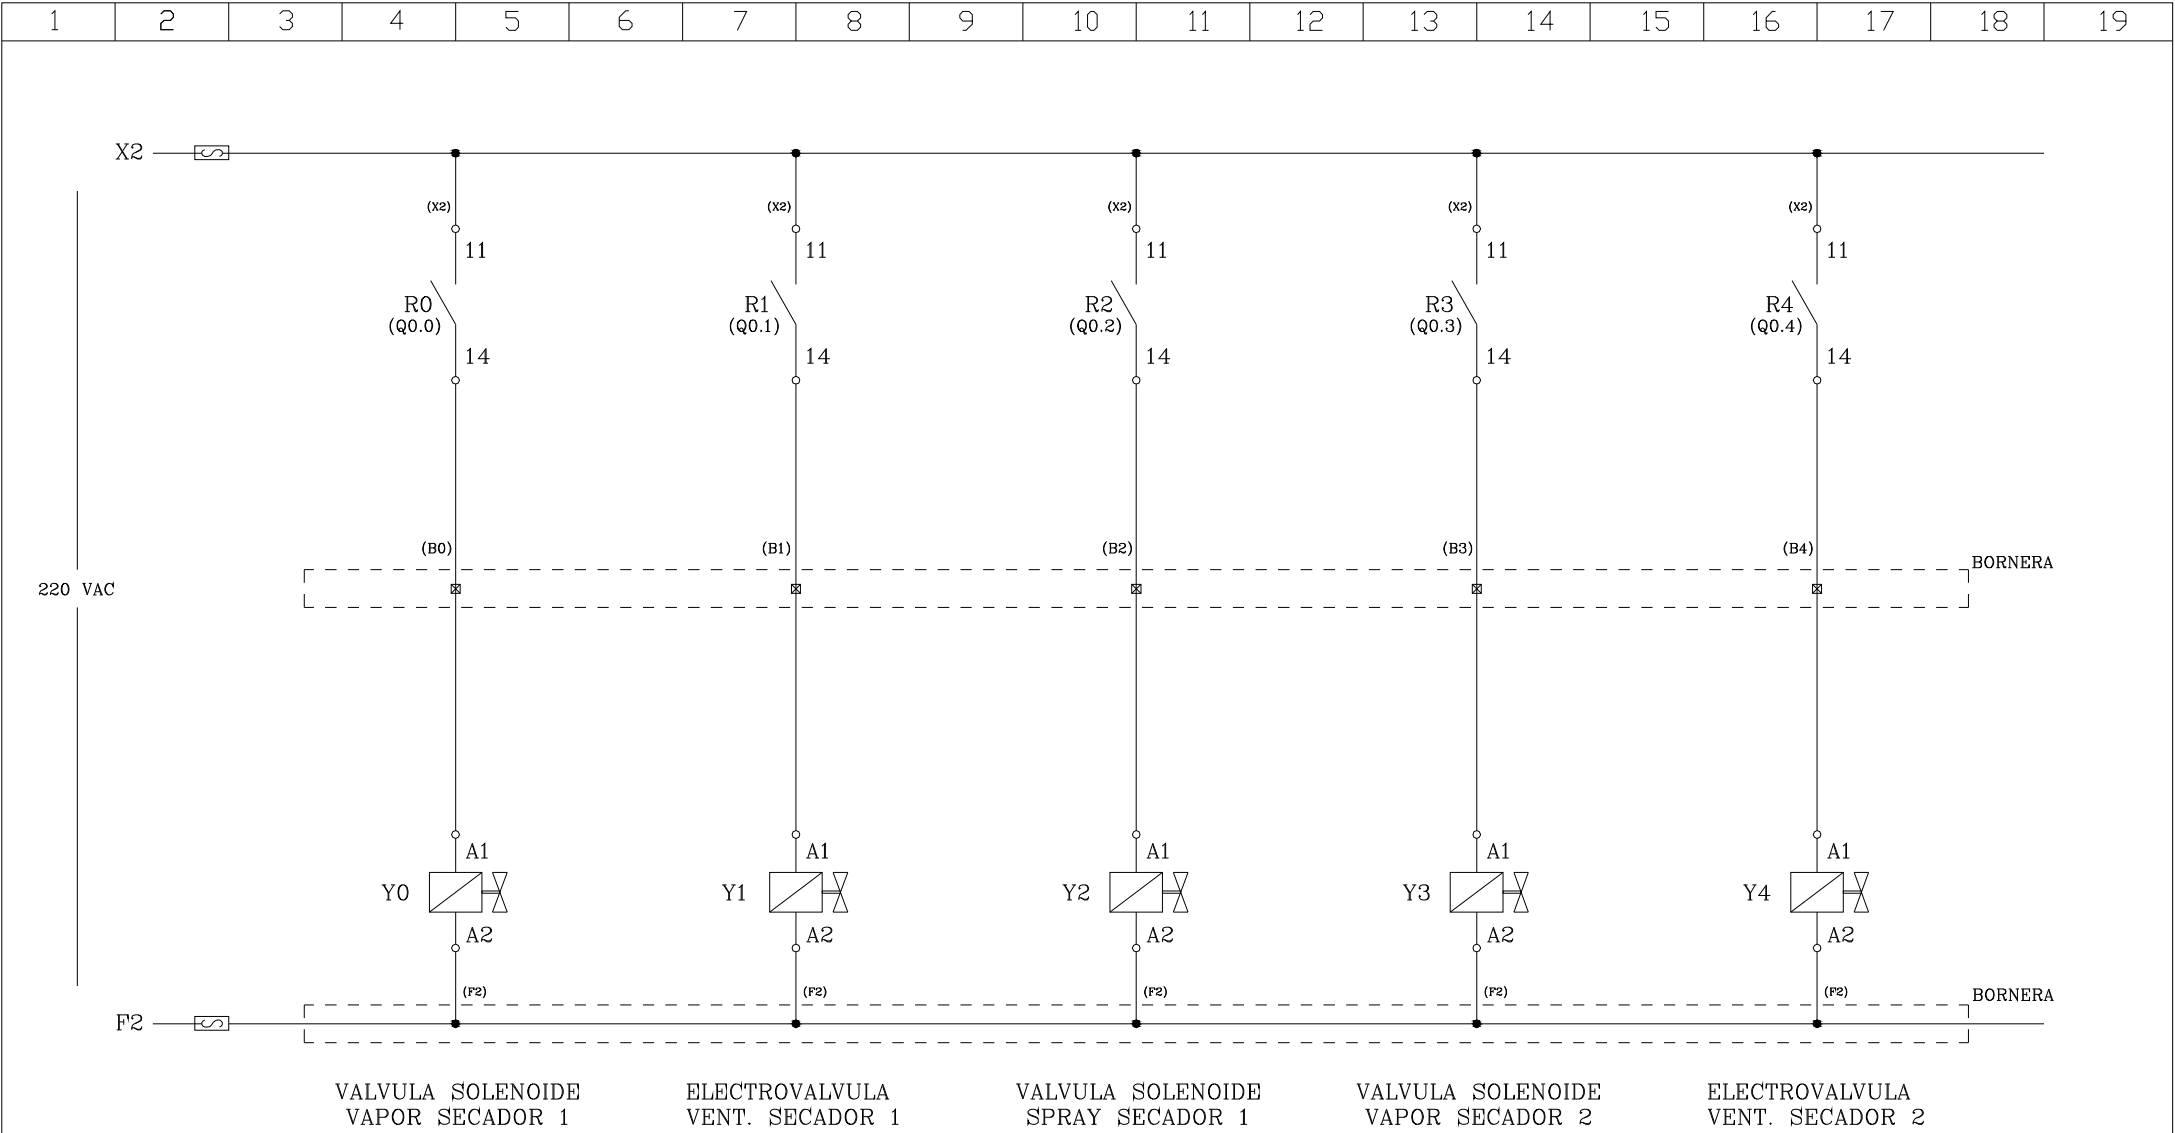 1 2 3 4 5 6 7 8 9 10 11 12 13 14 15 16 17 18 19
X2
(X2) (X2) (X2) (X2) (X2)
11 11 11 11 11
R0 R1 R2 R3 R4
(Q0.0) (Q0.1) (Q0.2) (Q0.3) (Q0.4)
14 14 14 14 14
(B0) (B1) (B2) (B3) (B4)
BORNERA
220 VAC
A1 A1 A1 A1 A1
Y0 Y1 Y2 Y3 Y4
A2 A2 A2 A2 A2
(F2) (F2) (F2) (F2) (F2)
BORNERA
F2
VALVULA SOLENOIDE
VAPOR SECADOR 1
ELECTROVALVULA
VENT. SECADOR 1
VALVULA SOLENOIDE
SPRAY SECADOR 1
VALVULA SOLENOIDE
VAPOR SECADOR 2
ELECTROVALVULA
VENT. SECADOR 2